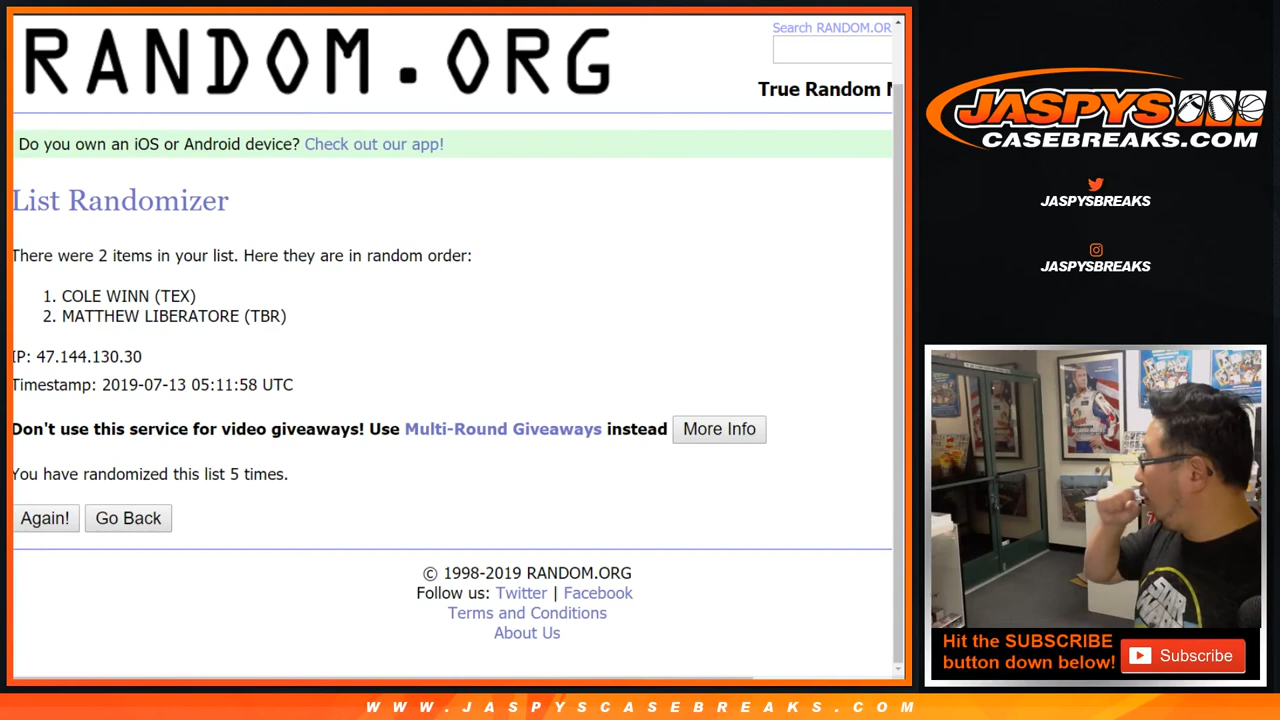 RANDOM.ORG
Search RANDOM.OR
True Random N
Do you own an iOS or Android device? Check out our app!
List Randomizer
There were 2 items in your list. Here they are in random order:
1. COLE WINN (TEX)
2. MATTHEW LIBERATORE (TBR)
IP: 47.144.130.30
Timestamp: 2019-07-13 05:11:58 UTC
Don't use this service for video giveaways! Use Multi-Round Giveaways instead More Info
You have randomized this list 5 times.
Again! Go Back
© 1998-2019 RANDOM.ORG
Follow us: Twitter | Facebook
Terms and Conditions
About Us
JASPYS
CASEBREAKS.COM
JASPYSBREAKS
JASPYSBREAKS
STAR
WARS
Hit the SUBSCRIBE
button down below!
Subscribe
WWW.JASPYSCASEBREAKS.COM